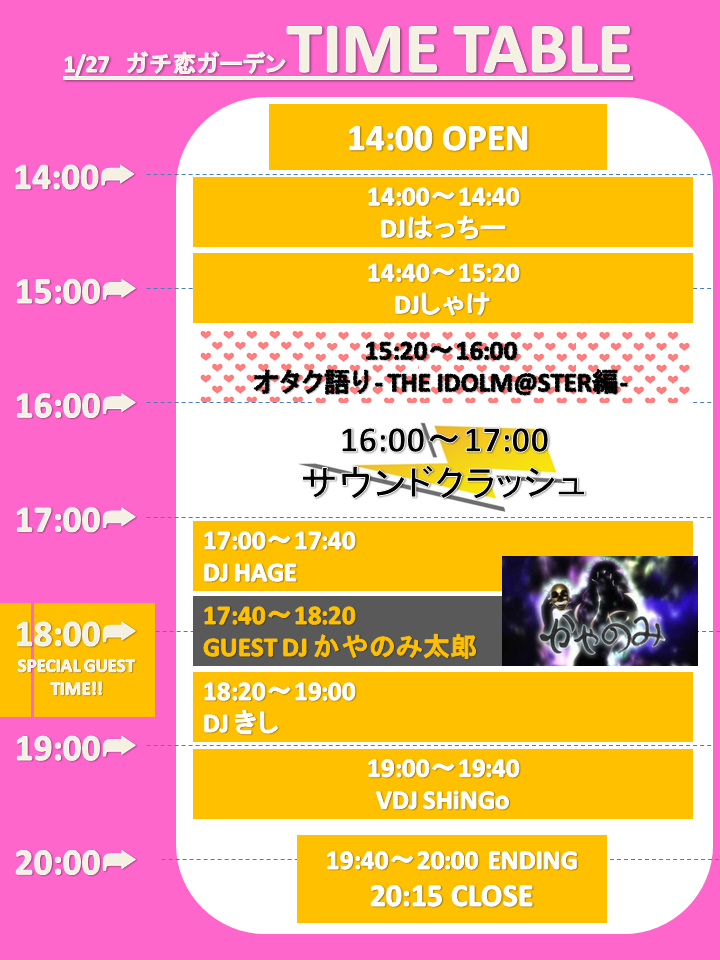 1/27 ガチ恋ガーデンTIME TABLE
14:00 OPEN
14:00
14:00～14:40
DJはっちー
15:00
14:40～15:20
DJしゃけ
15:20～16:00
オタク語り- THE IDOLM@STER編-
16:00
16:00～17:00
サウンドクラッシュ
17:00
17:00～17:40
DJ HAGE
18:00
SPECIAL GUEST
TIME!!
17:40～18:20
GUEST DJ かやのみ太郎
かやのみ
18:20～19:00
DJ きし
19:00
19:00～19:40
VDJ SHiNGo
20:00
19:40～20:00 ENDING
20:15 CLOSE